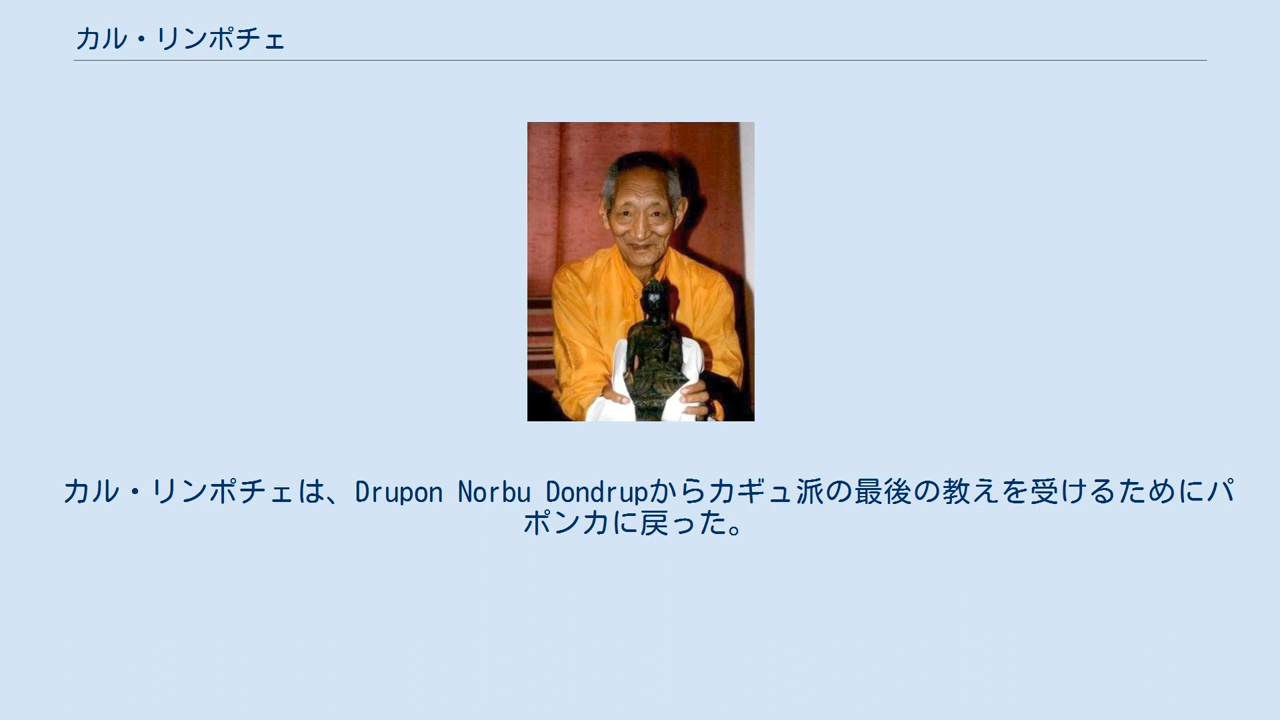 カル・リンポチェ
カル・リンポチェは、Drupon Norbu Dondrupからカギュ派の最後の教えを受けるためにパ
ポンカに戻った。